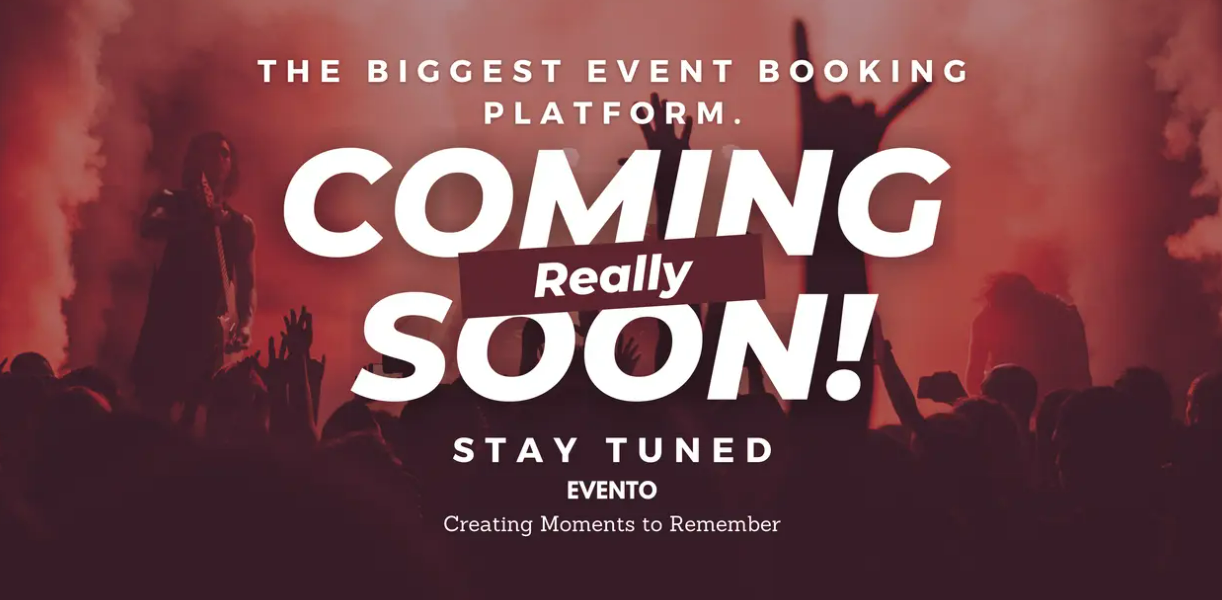 THE BIGGEST EVENT BOOKING
PLATFORM.
COMING
Really
SOON!
STAY TUNED
EVENTO
Creating Moments to Remember